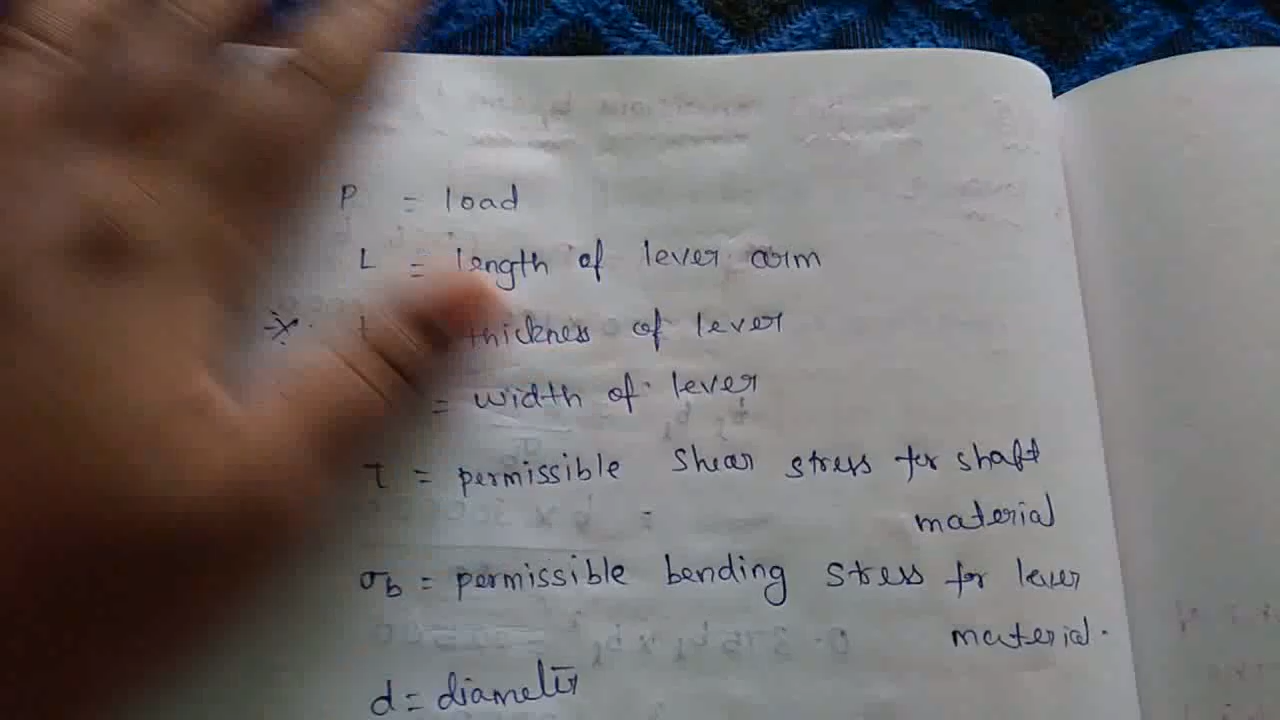 P = load
L = length of lever arm
t thickness of lever
= width of lever
τ = permissible shear stress for shaft
material
σb = permissible bending stress for lever
material.
d = diameter